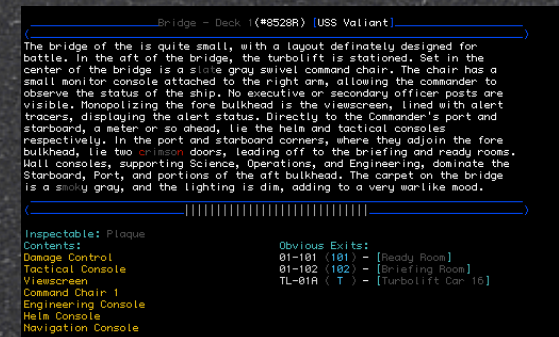 Bridge - Deck 1(#8528R) [USS Valiant]
The bridge of the is quite small, with a layout definately designed for
battle. In the aft of the bridge, the turbolift is stationed. Set in the
center of the bridge is a slate gray swivel command chair. The chair has a
small monitor console attached to the right arm, allowing the commander to
observe the status of the ship. No executive or secondary officer posts are
visible. Monopolizing the fore bulkhead is the viewscreen, lined with alert
tracers, displaying the alert status. Directly to the Commander's port and
starboard, a meter or so ahead, lie the helm and tactical consoles
respectively. In the port and starboard corners, where they adjoin the fore
bulkhead, lie two crimson doors, leading off to the briefing and ready rooms.
Wall consoles, supporting Science, Operations, and Engineering, dominate the
Starboard, Port, and portions of the aft bulkhead. The carpet on the bridge
is a smoky gray, and the lighting is dim, adding to a very warlike mood.
Inspectable: Plaque
Contents: Obvious Exits:
Damage Control 01-101 (101) - [Ready Room]
Tactical Console 01-102 (102) - [Briefing Room]
Viewscreen TL-01A ( T ) - [Turbolift Car 16]
Command Chair 1
Engineering Console
Helm Console
Navigation Console